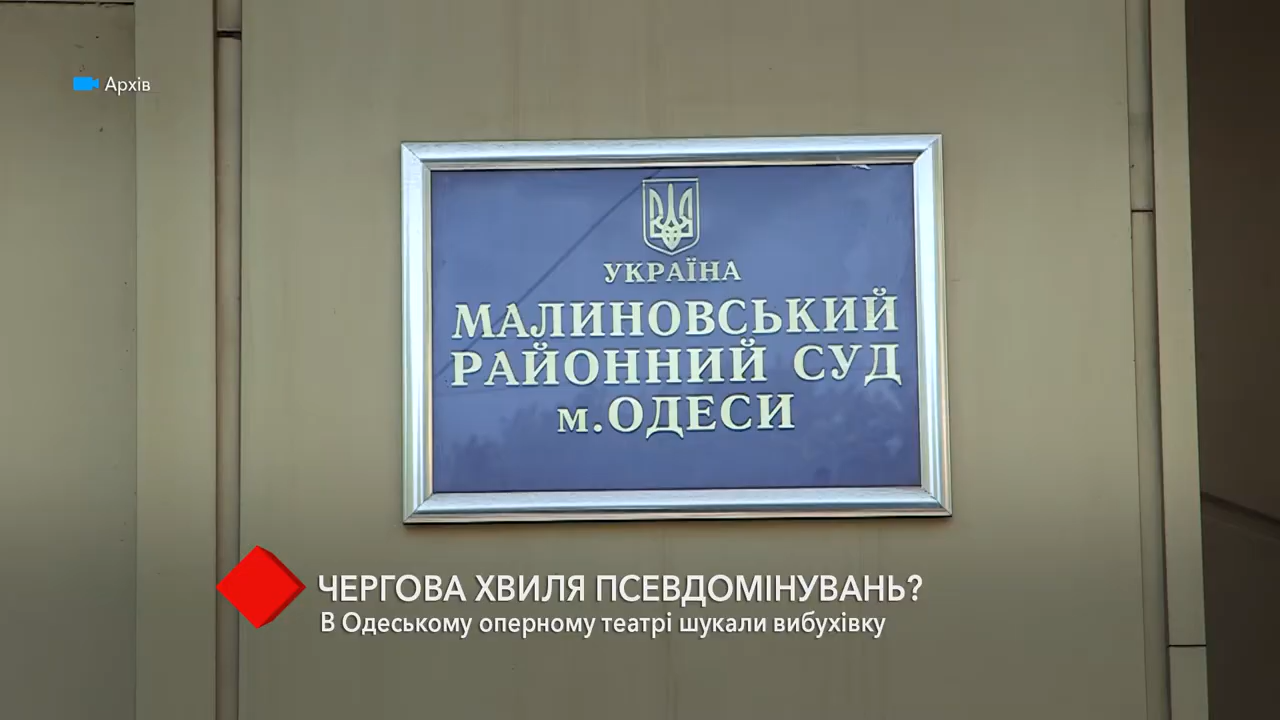 Архів
УКРАЇНА
МАЛИНОВСЬКИЙ
РАЙОННИЙ СУД
м.ОДЕСИ
ЧЕРГОВА ХВИЛЯ ПСЕВДОМІНУВАНЬ?
В Одеському оперному театрі шукали вибухівку